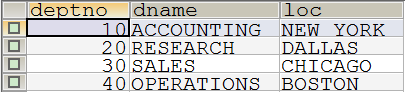 deptno dname loc
10 ACCOUNTING NEW YORK
20 RESEARCH DALLAS
30 SALES CHICAGO
40 OPERATIONS BOSTON